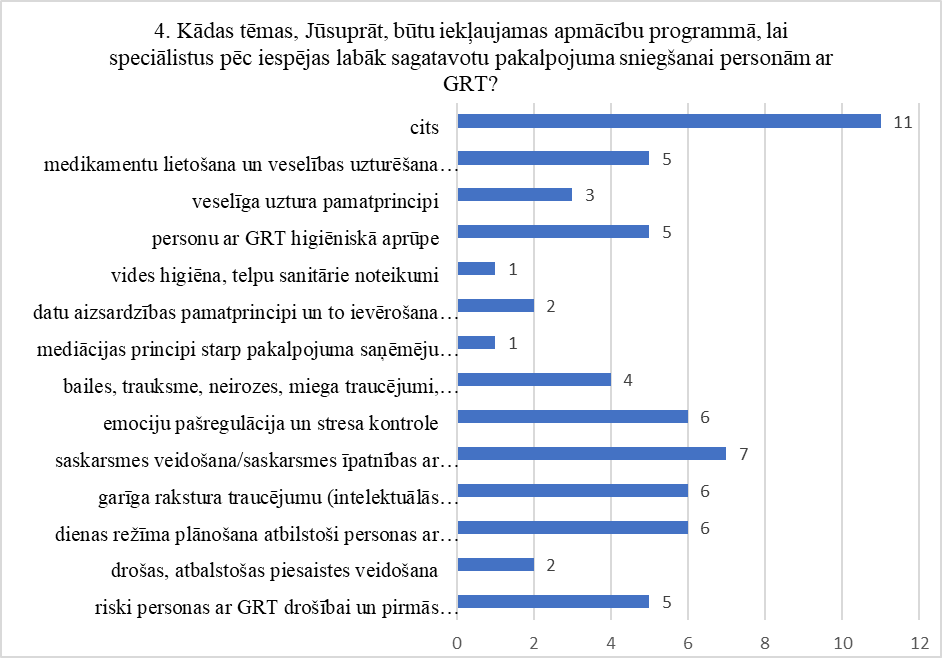 4. Kādas tēmas, Jūsuprāt, būtu iekļaujamas apmācību programmā, lai
speciālistus pēc iespējas labāk sagatavotu pakalpojuma sniegšanai personām ar
GRT?
cits 11
medikamentu lietošana un veselības uzturēšana… 5
veselīga uztura pamatprincipi 3
personu ar GRT higiēniskā aprūpe 5
vides higiēna, telpu sanitārie noteikumi 1
datu aizsardzības pamatprincipi un to ievērošana… 2
mediācijas principi starp pakalpojuma saņēmēju… 1
bailes, trauksme, neirozes, miega traucējumi,… 4
emociju pašregulācija un stresa kontrole 6
saskarsmes veidošana/saskarsmes īpatnības ar… 7
garīga rakstura traucējumu (intelektuālās… 6
dienas režīma plānošana atbilstoši personas ar… 6
drošas, atbalstošas piesaistes veidošana 2
riski personas ar GRT drošībai un pirmās… 5
0 2 4 6 8 10 12